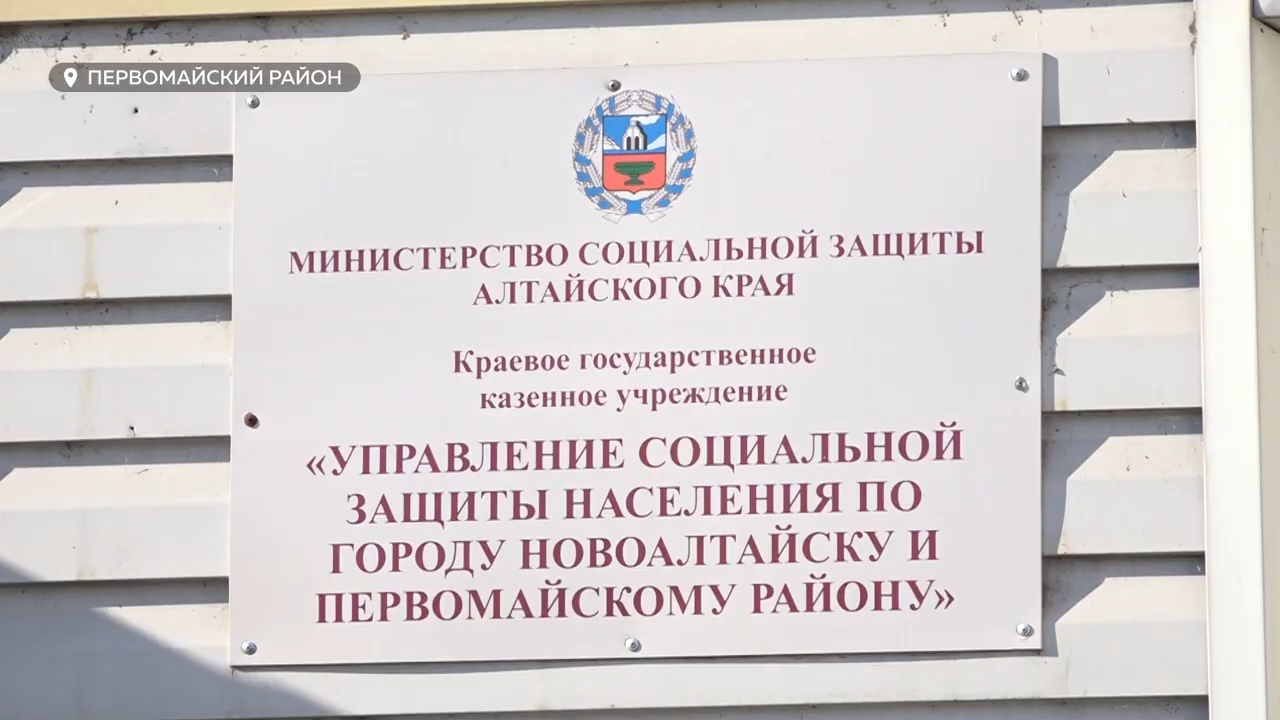 ПЕРВОМАЙСКИЙ РАЙОН
МИНИСТЕРСТВО СОЦИАЛЬНОЙ ЗАЩИТЫ
АЛТАЙСКОГО КРАЯ
Краевое государственное
казенное учреждение
«УПРАВЛЕНИЕ СОЦИАЛЬНОЙ
ЗАЩИТЫ НАСЕЛЕНИЯ ПО
ГОРОДУ НОВОАЛТАЙСКУ И
ПЕРВОМАЙСКОМУ РАЙОНУ»